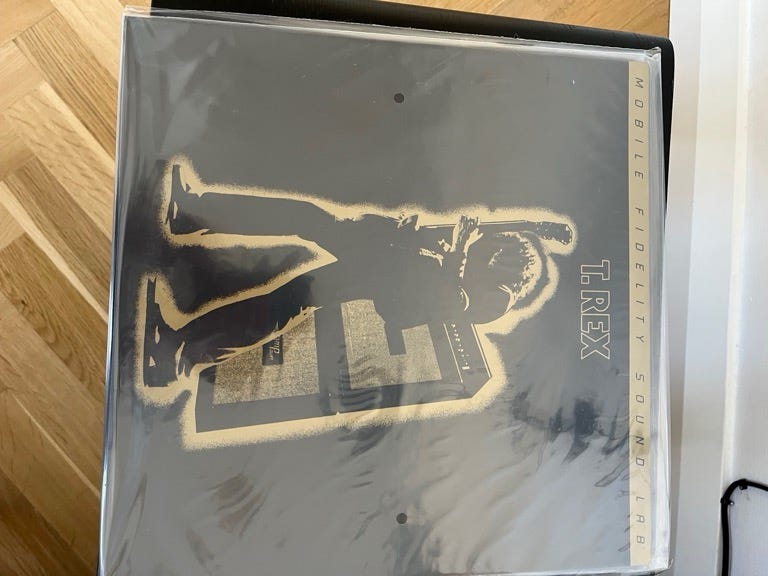 MOBILE FIDELITY SOUND LAB
T. REX